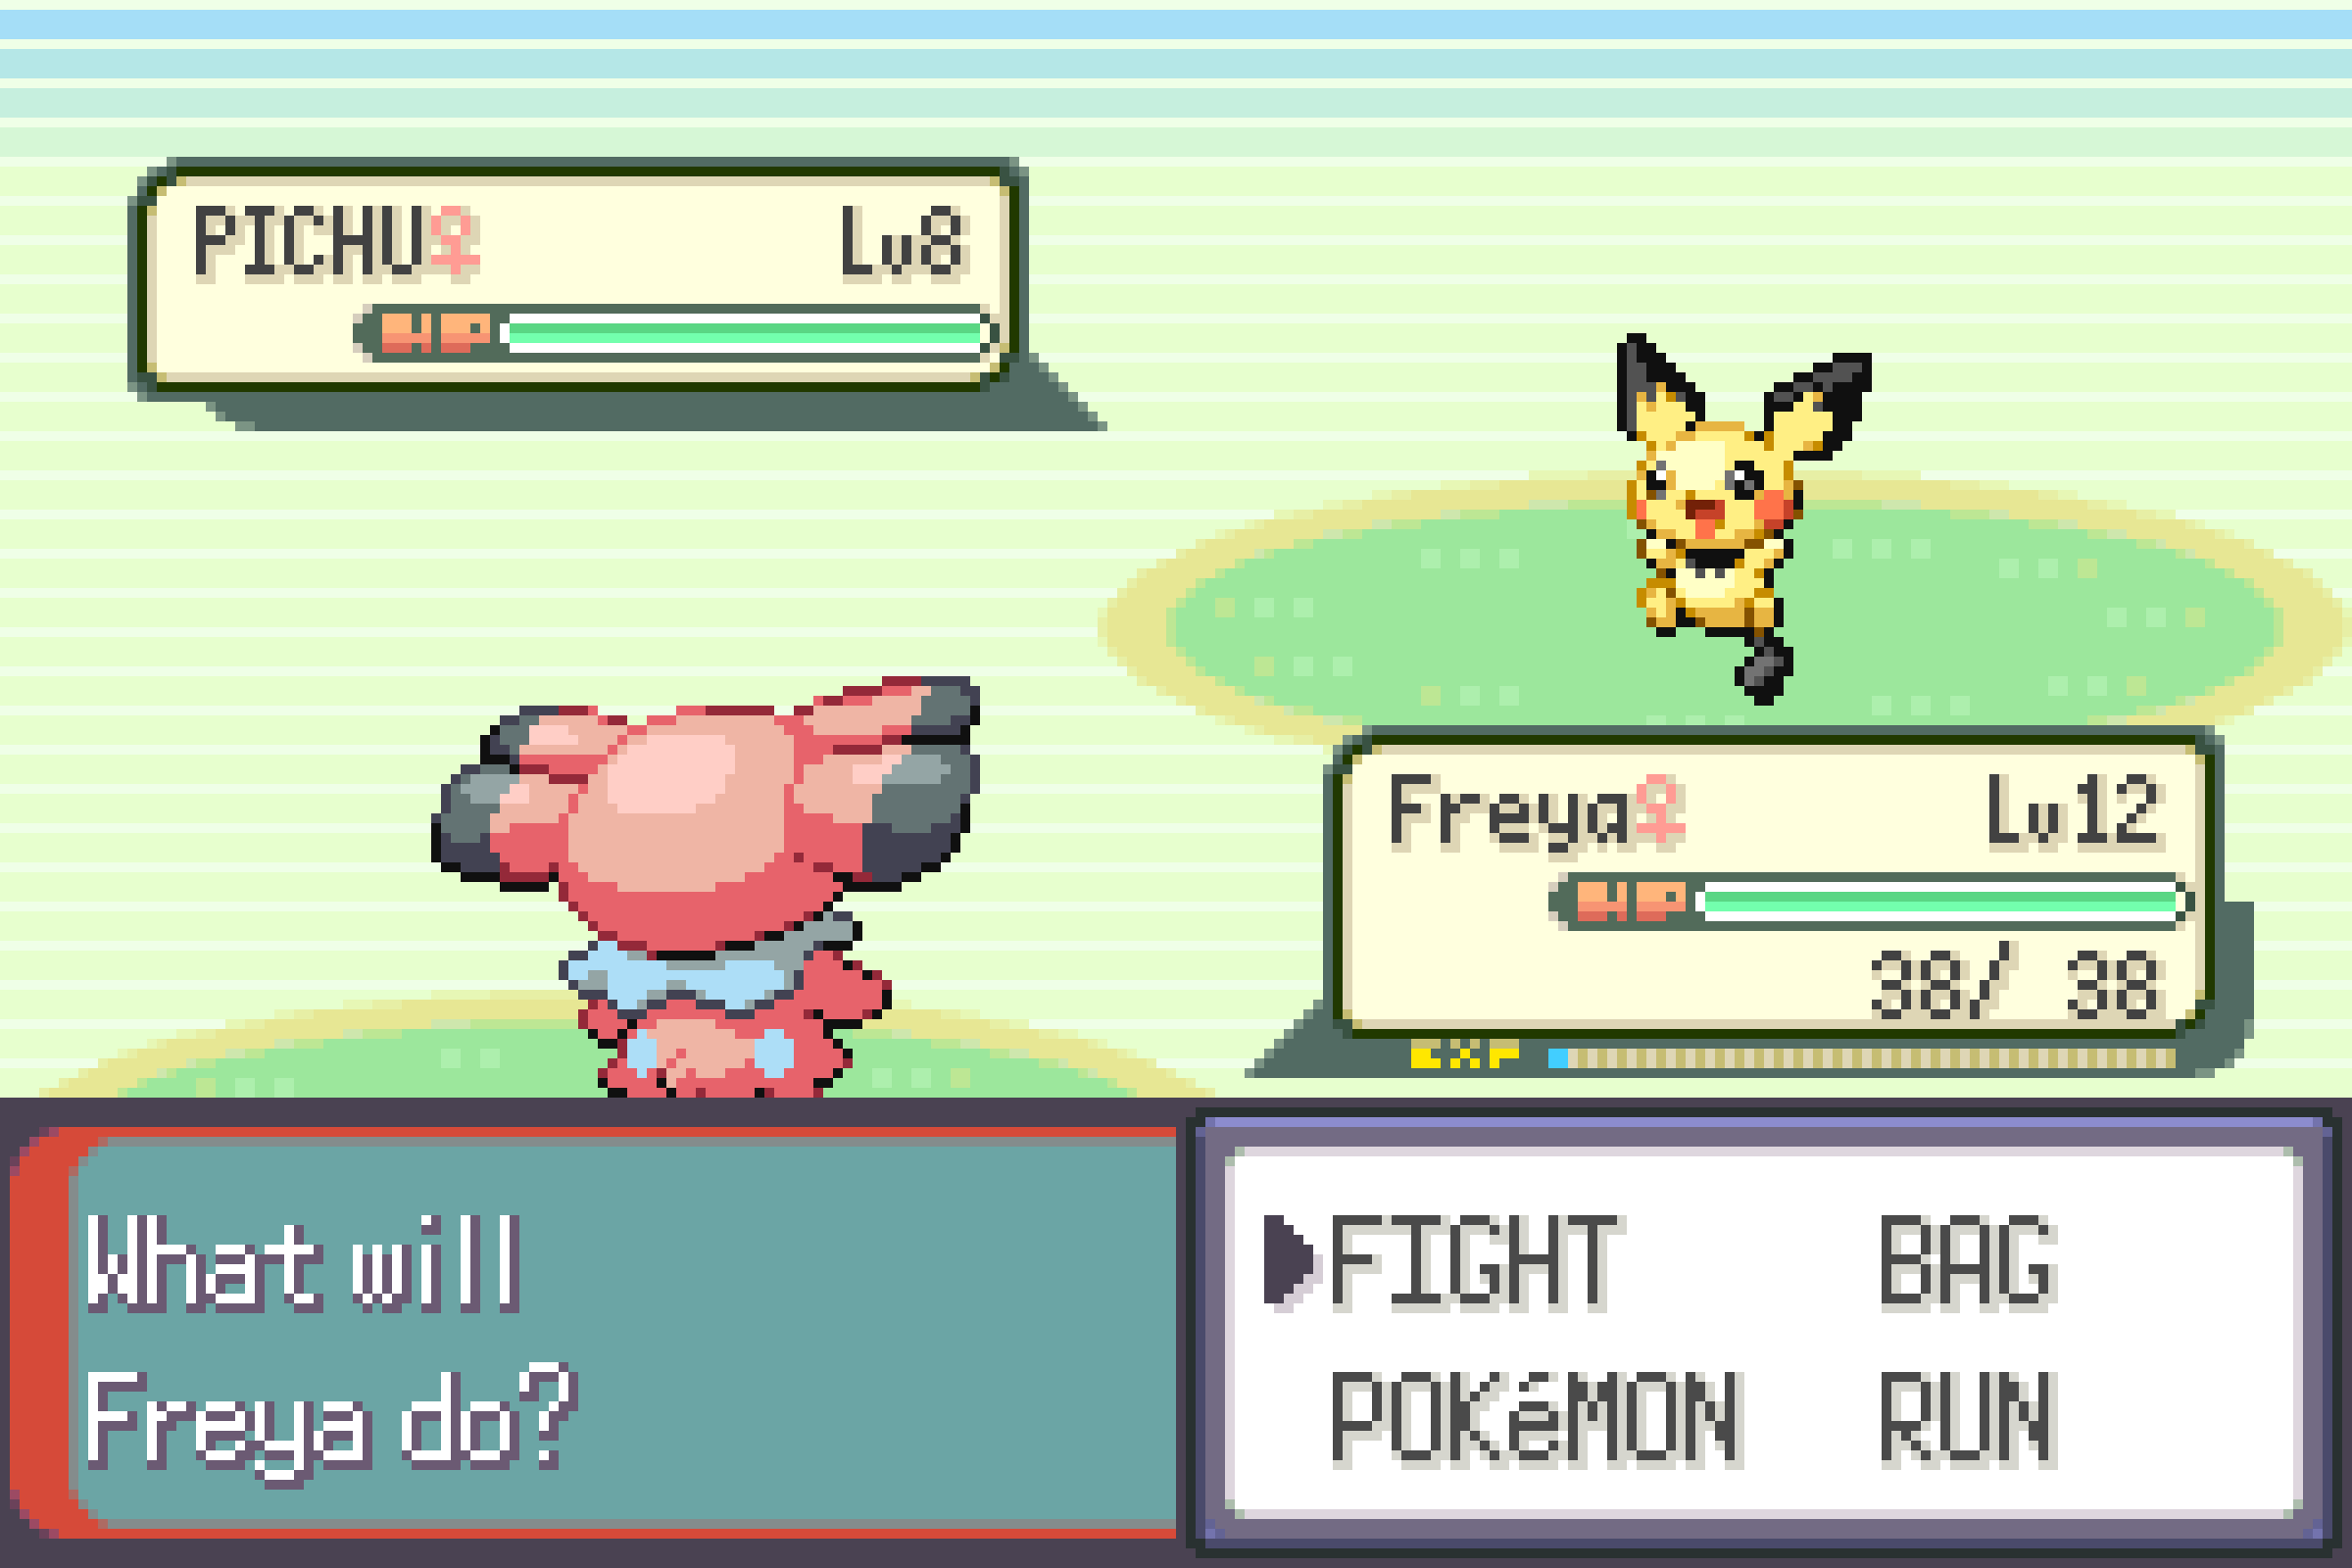 PICHU♀ Lv8
HP
Freya♀ Lv12
HP
38/ 38
EXP
What will
Freya do?
FIGHT BAG
POKéMON RUN